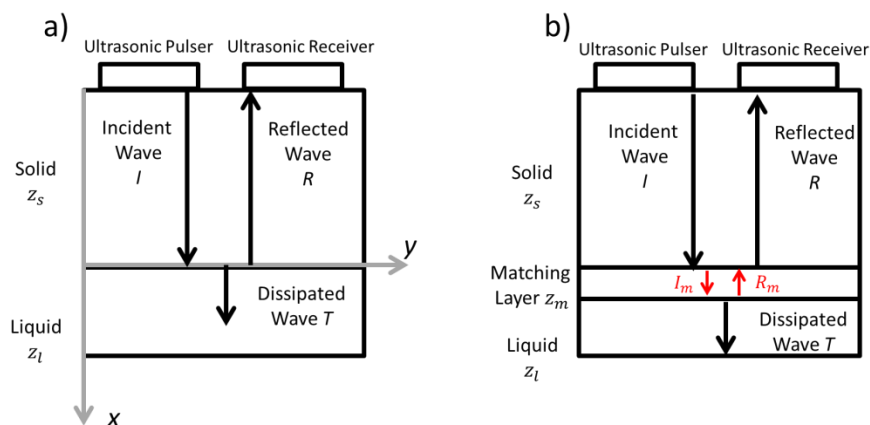 a)
Ultrasonic Pulser
Ultrasonic Receiver
Incident
Wave
I
Reflected
Wave
R
Solid
z_s
y
Dissipated
Wave T
Liquid
z_l
x
b)
Ultrasonic Pulser
Ultrasonic Receiver
Incident
Wave
I
Reflected
Wave
R
Solid
z_s
Matching
Layer z_m
I_m
R_m
Dissipated
Wave T
Liquid
z_l